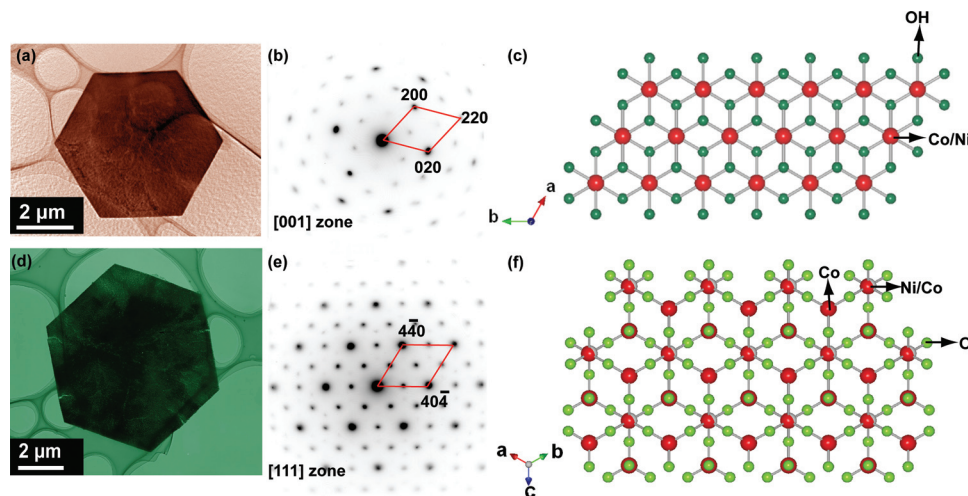 (a)
2 µm
(b)
200
220
020
[001] zone
(c)
OH
Co/Ni
a
b
(d)
2 µm
(e)
44̅0
404̅
[111] zone
(f)
Co
Ni/Co
O
a
b
C